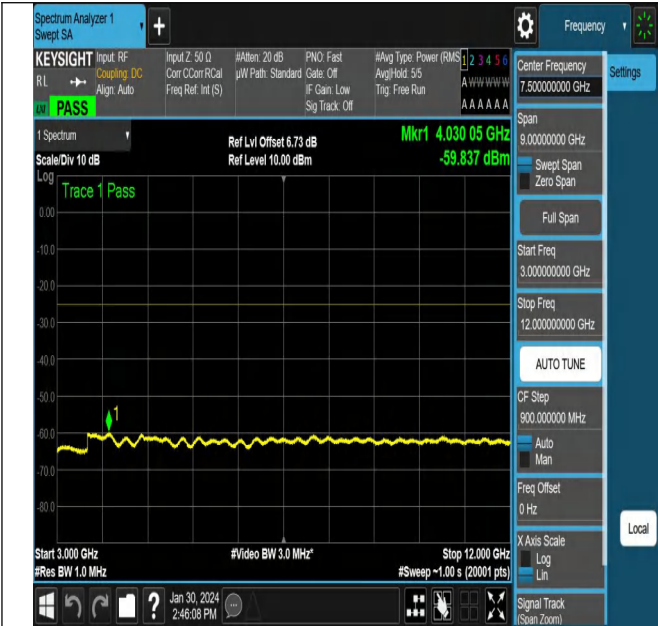 Spectrum Analyzer 1
Swept SA
+
Frequency
KEYSIGHT
RL
PASS
Input: RF
Coupling: DC
Align: Auto
Input Z: 50 Ω
Corr CCorr RCal
Freq Ref: Int (S)
#Atten: 20 dB
µW Path: Standard
PNO: Fast
Gate: Off
IF Gain: Low
Sig Track: Off
#Avg Type: Power (RMS
Avg|Hold: 5/5
Trig: Free Run
1 2 3 4 5 6
A W W W W W
A A A A A A
1 Spectrum
Scale/Div 10 dB
Ref Lvl Offset 6.73 dB
Ref Level 10.00 dBm
Mkr1 4.030 05 GHz
-59.837 dBm
Log
Trace 1 Pass
0.00
-10.0
-20.0
-30.0
-40.0
-50.0
-60.0
-70.0
-80.0
1
Start 3.000 GHz
#Res BW 1.0 MHz
#Video BW 3.0 MHz*
Stop 12.000 GHz
#Sweep ~1.00 s (20001 pts)
Jan 30, 2024
2:46:08 PM
?
Center Frequency
7.500000000 GHz
Settings
Span
9.00000000 GHz
Swept Span
Zero Span
Full Span
Start Freq
3.000000000 GHz
Stop Freq
12.000000000 GHz
AUTO TUNE
CF Step
900.000000 MHz
Auto
Man
Freq Offset
0 Hz
X Axis Scale
Log
Lin
Local
Signal Track
(Span Zoom)